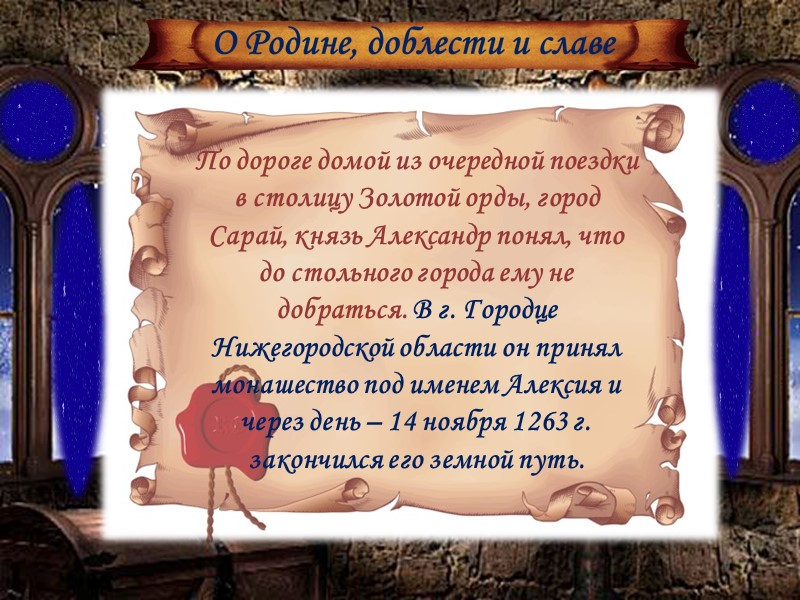 О Родине, доблести и славе
По дороге домой из очередной поездки
в столицу Золотой орды, город
Сарай, князь Александр понял, что
до стольного города ему не
добраться. В г. Городце
Нижегородской области он принял
монашество под именем Алексия и
через день – 14 ноября 1263 г.
закончился его земной путь.